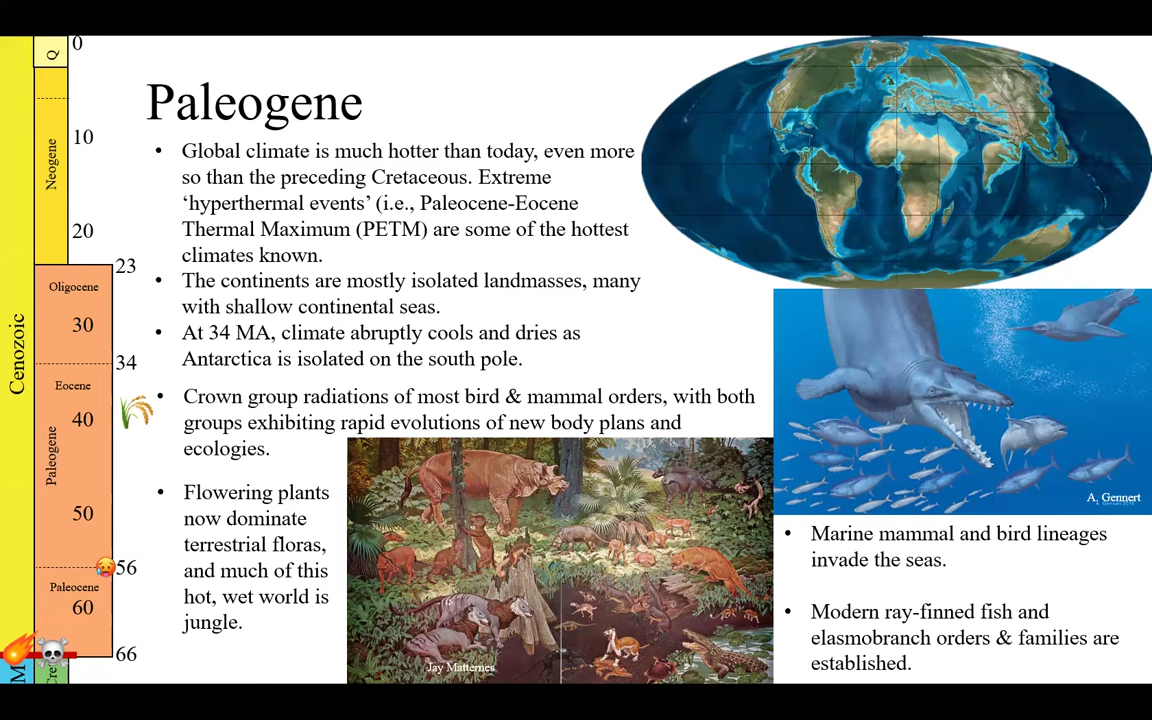 Q
0
10
Neogene
20
23
Oligocene
30
34
Eocene
40
Paleogene
50
56
Paleocene
60
66
Cenozoic
M
Cre
Paleogene
• Global climate is much hotter than today, even more
so than the preceding Cretaceous. Extreme
‘hyperthermal events’ (i.e., Paleocene-Eocene
Thermal Maximum (PETM) are some of the hottest
climates known.
• The continents are mostly isolated landmasses, many
with shallow continental seas.
• At 34 MA, climate abruptly cools and dries as
Antarctica is isolated on the south pole.
• Crown group radiations of most bird & mammal orders, with both
groups exhibiting rapid evolutions of new body plans and
ecologies.
• Flowering plants
now dominate
terrestrial floras,
and much of this
hot, wet world is
jungle.
Jay Matternes
A. Gennert
• Marine mammal and bird lineages
invade the seas.
• Modern ray-finned fish and
elasmobranch orders & families are
established.